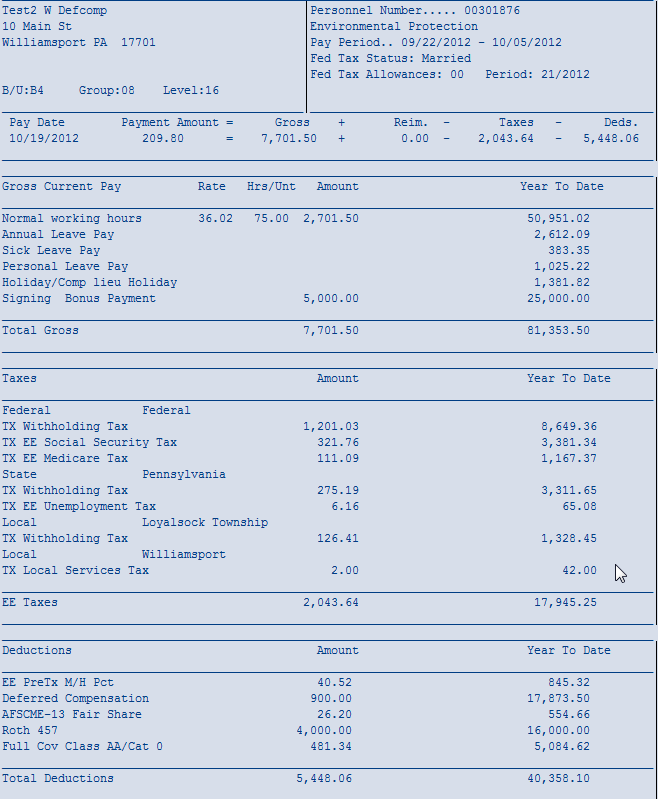 Test2 W Defcomp
10 Main St
Williamsport PA 17701
B/U:B4 Group:08 Level:16
Personnel Number..... 00301876
Environmental Protection
Pay Period.. 09/22/2012 - 10/05/2012
Fed Tax Status: Married
Fed Tax Allowances: 00 Period: 21/2012
Pay Date Payment Amount = Gross + Reim. - Taxes - Deds.
10/19/2012 209.80 = 7,701.50 + 0.00 - 2,043.64 - 5,448.06
Gross Current Pay Rate Hrs/Unt Amount Year To Date
Normal working hours 36.02 75.00 2,701.50 50,951.02
Annual Leave Pay 2,612.09
Sick Leave Pay 383.35
Personal Leave Pay 1,025.22
Holiday/Comp lieu Holiday 1,381.82
Signing Bonus Payment 5,000.00 25,000.00
Total Gross 7,701.50 81,353.50
Taxes Amount Year To Date
Federal Federal
TX Withholding Tax 1,201.03 8,649.36
TX EE Social Security Tax 321.76 3,381.34
TX EE Medicare Tax 111.09 1,167.37
State Pennsylvania
TX Withholding Tax 275.19 3,311.65
TX EE Unemployment Tax 6.16 65.08
Local Loyalsock Township
TX Withholding Tax 126.41 1,328.45
Local Williamsport
TX Local Services Tax 2.00 42.00
EE Taxes 2,043.64 17,945.25
Deductions Amount Year To Date
EE PreTx M/H Pct 40.52 845.32
Deferred Compensation 900.00 17,873.50
AFSCME-13 Fair Share 26.20 554.66
Roth 457 4,000.00 16,000.00
Full Cov Class AA/Cat 0 481.34 5,084.62
Total Deductions 5,448.06 40,358.10